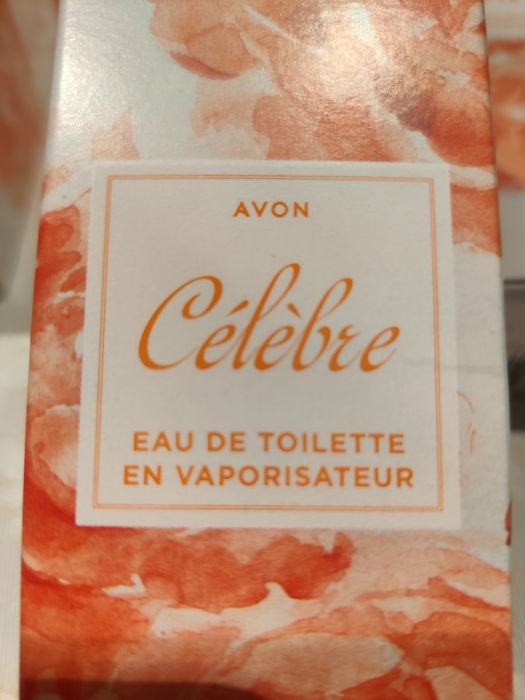 AVON
Célèbre
EAU DE TOILETTE
EN VAPORISATEUR